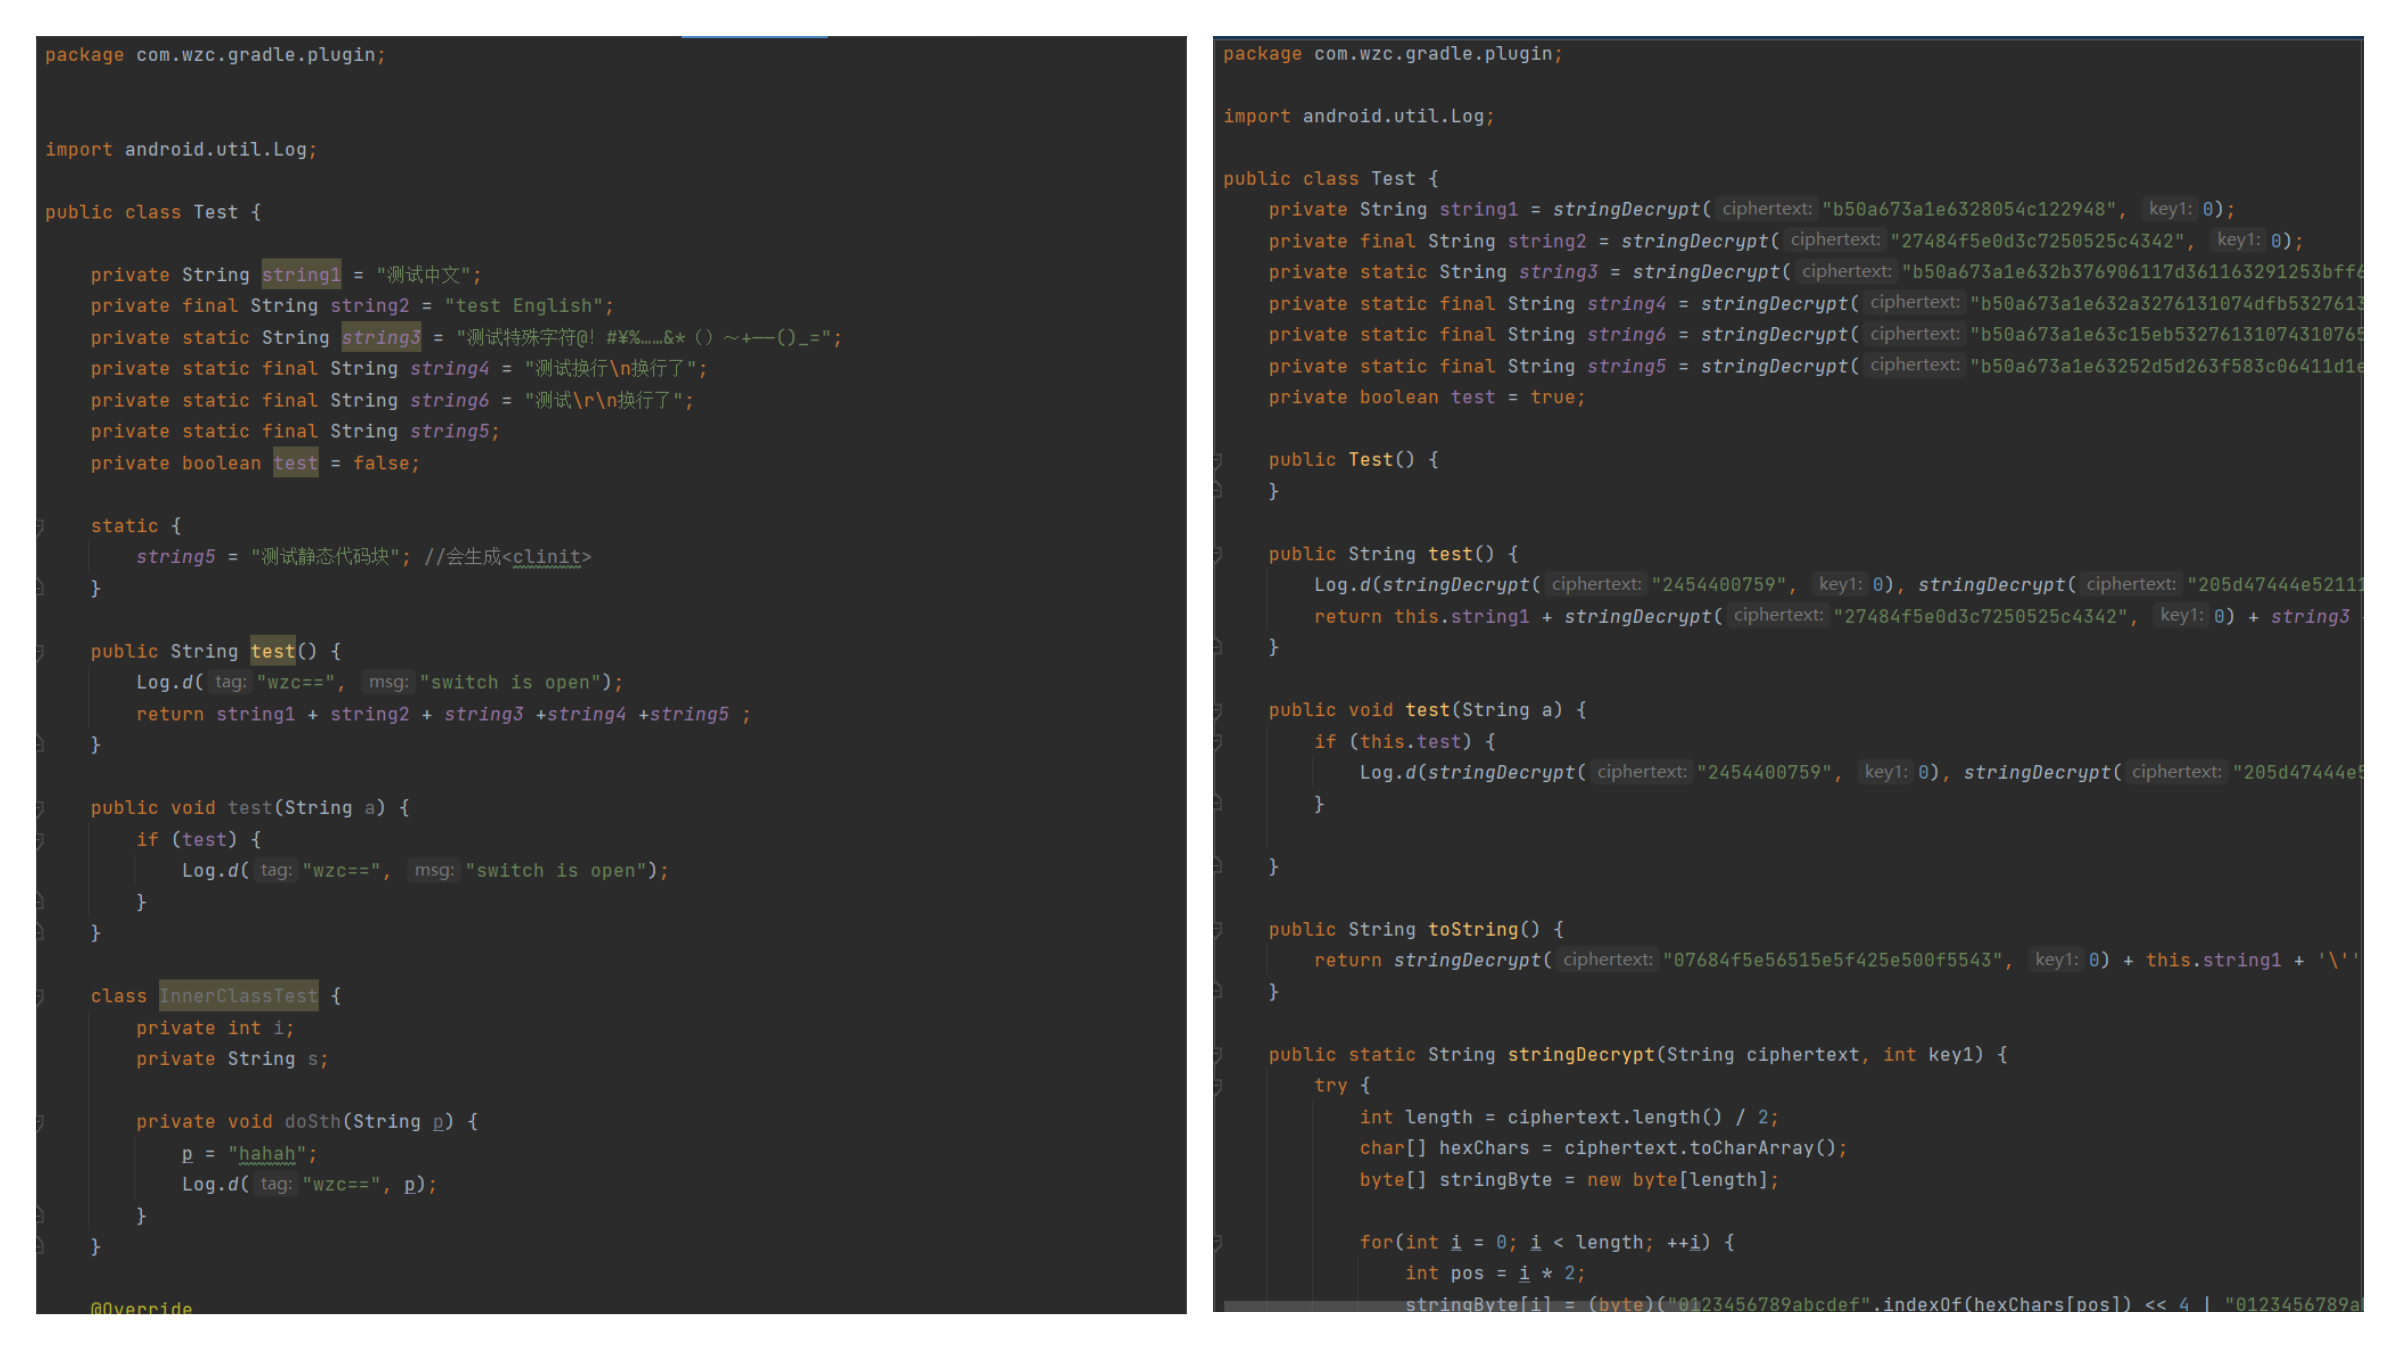 package com.wzc.gradle.plugin;
import android.util.Log;
public class Test {
private String string1 = "测试中文";
private final String string2 = "test English";
private static String string3 = "测试特殊字符@！#¥%……&*（）～+——()_=";
private static final String string4 = "测试换行\n换行了";
private static final String string6 = "测试\r\n换行了";
private static final String string5;
private boolean test = false;
static {
string5 = "测试静态代码块"; //会生成<clinit>
}
public String test() {
Log.d( tag: "wzc==", msg: "switch is open");
return string1 + string2 + string3 +string4 +string5 ;
}
public void test(String a) {
if (test) {
Log.d( tag: "wzc==", msg: "switch is open");
}
}
class InnerClassTest {
private int i;
private String s;
private void doSth(String p) {
p = "hahah";
Log.d( tag: "wzc==", p);
}
}
@Override
package com.wzc.gradle.plugin;
import android.util.Log;
public class Test {
private String string1 = stringDecrypt( ciphertext: "b50a673a1e6328054c122948", key1: 0);
private final String string2 = stringDecrypt( ciphertext: "27484f5e0d3c7250525c4342", key1: 0);
private static String string3 = stringDecrypt( ciphertext: "b50a673a1e632b376906117d361163291253bff6
private static final String string4 = stringDecrypt( ciphertext: "b50a673a1e632a3276131074dfb5327613
private static final String string6 = stringDecrypt( ciphertext: "b50a673a1e63c15eb53276131074310765
private static final String string5 = stringDecrypt( ciphertext: "b50a673a1e63252d5d263f583c06411d1e
private boolean test = true;
public Test() {
}
public String test() {
Log.d(stringDecrypt( ciphertext: "2454400759", key1: 0), stringDecrypt( ciphertext: "205d47444e52111
return this.string1 + stringDecrypt( ciphertext: "27484f5e0d3c7250525c4342", key1: 0) + string3
}
public void test(String a) {
if (this.test) {
Log.d(stringDecrypt( ciphertext: "2454400759", key1: 0), stringDecrypt( ciphertext: "205d47444e5
}
}
public String toString() {
return stringDecrypt( ciphertext: "07684f5e56515e5f425e500f5543", key1: 0) + this.string1 + '\''
}
public static String stringDecrypt(String ciphertext, int key1) {
try {
int length = ciphertext.length() / 2;
char[] hexChars = ciphertext.toCharArray();
byte[] stringByte = new byte[length];
for(int i = 0; i < length; ++i) {
int pos = i * 2;
stringByte[i] = (byte)("0123456789abcdef".indexOf(hexChars[pos]) << 4 | "0123456789a